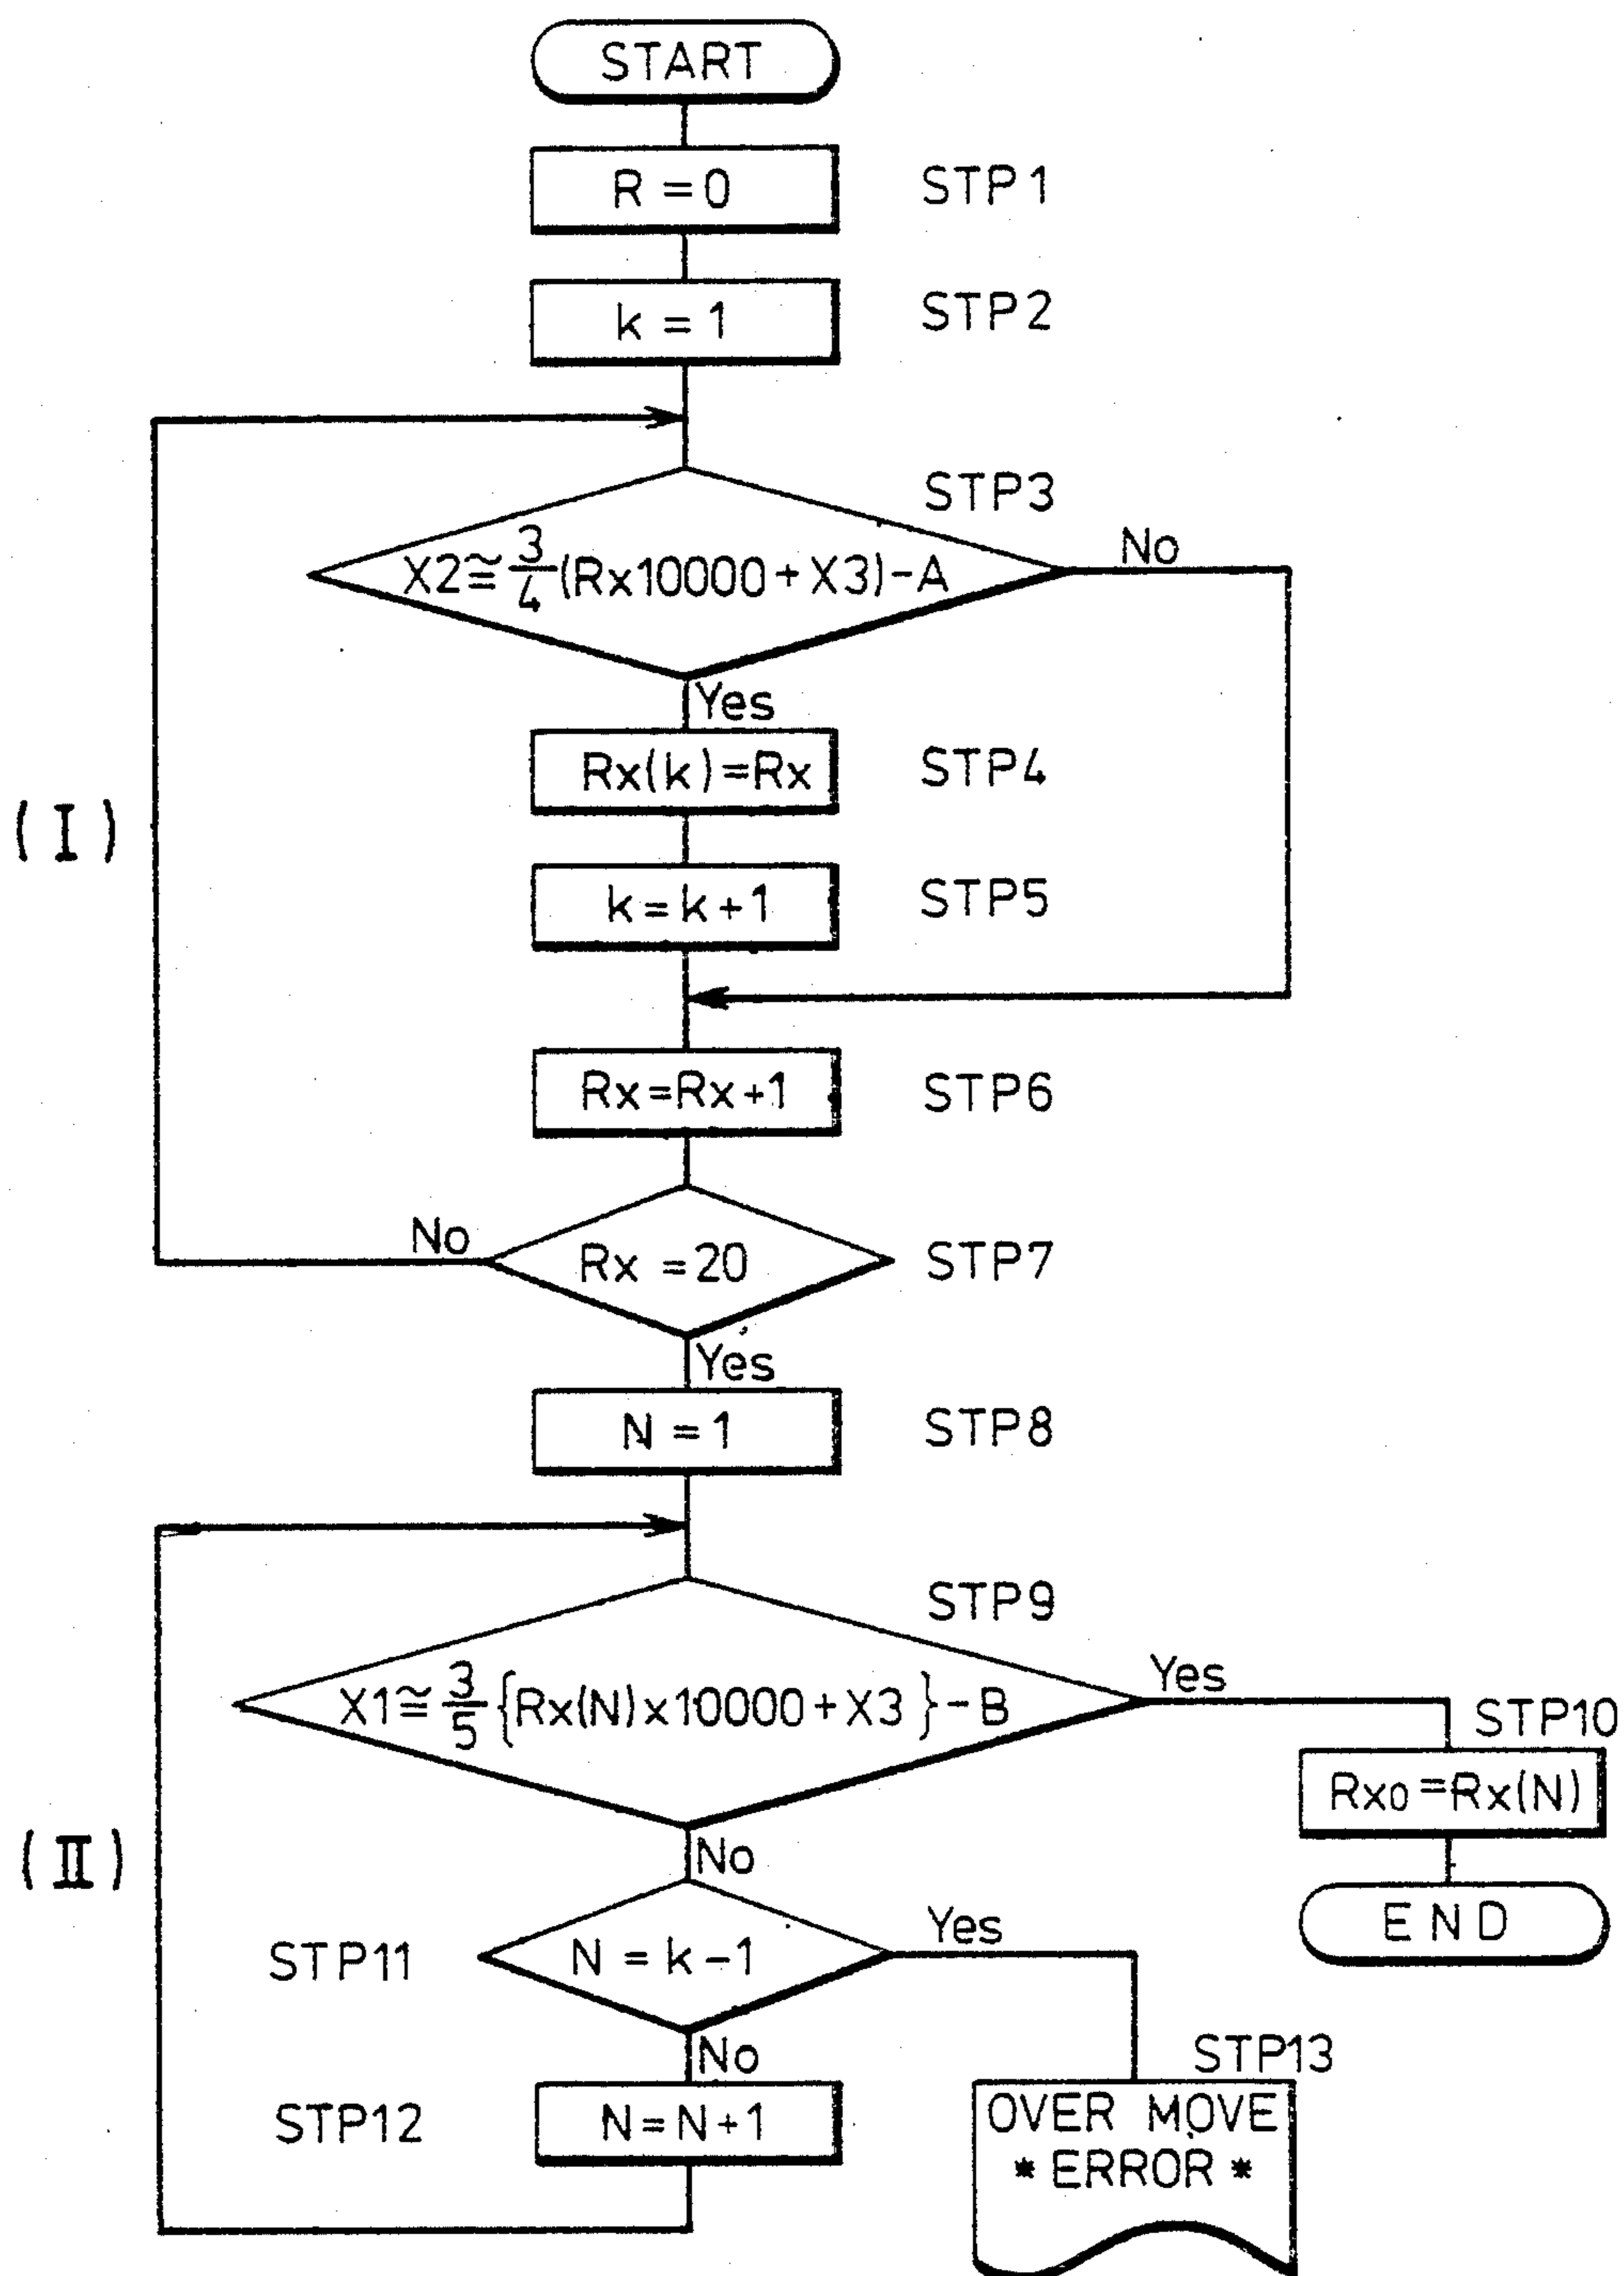 START
R = 0
STP1
k = 1
STP2
STP3
X2≅3/4(Rx10000+X3)-A
No
Yes
Rx(k)=Rx
STP4
(I)
k=k+1
STP5
Rx=Rx+1
STP6
No
Rx =20
STP7
Yes
N = 1
STP8
STP9
X1≅3/5{Rx(N)x10000+X3}-B
Yes
STP10
Rxo=Rx(N)
(II)
No
END
STP11
N = k-1
Yes
No
STP13
STP12
N=N+1
OVER MOVE
* ERROR *